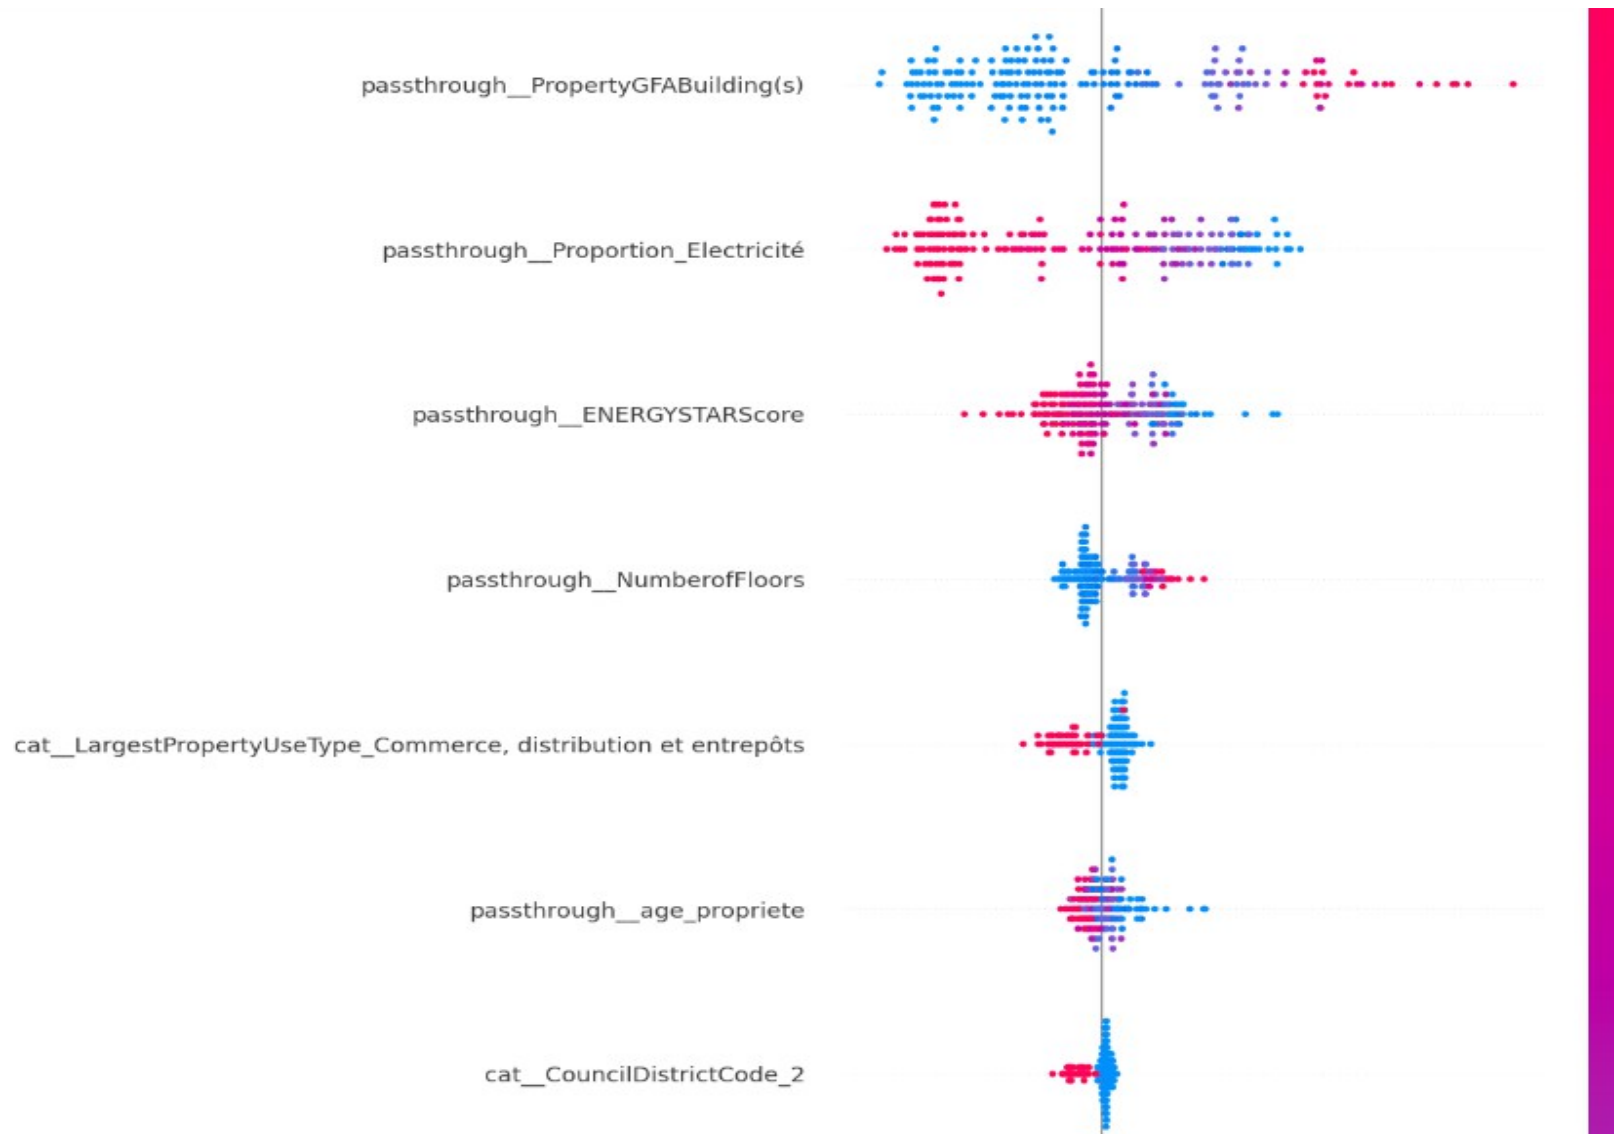 passthrough__PropertyGFABuilding(s)
passthrough__Proportion_Electricité
passthrough__ENERGYSTARScore
passthrough__NumberofFloors
cat__LargestPropertyUseType_Commerce, distribution et entrepôts
passthrough__age_propriete
cat__CouncilDistrictCode_2